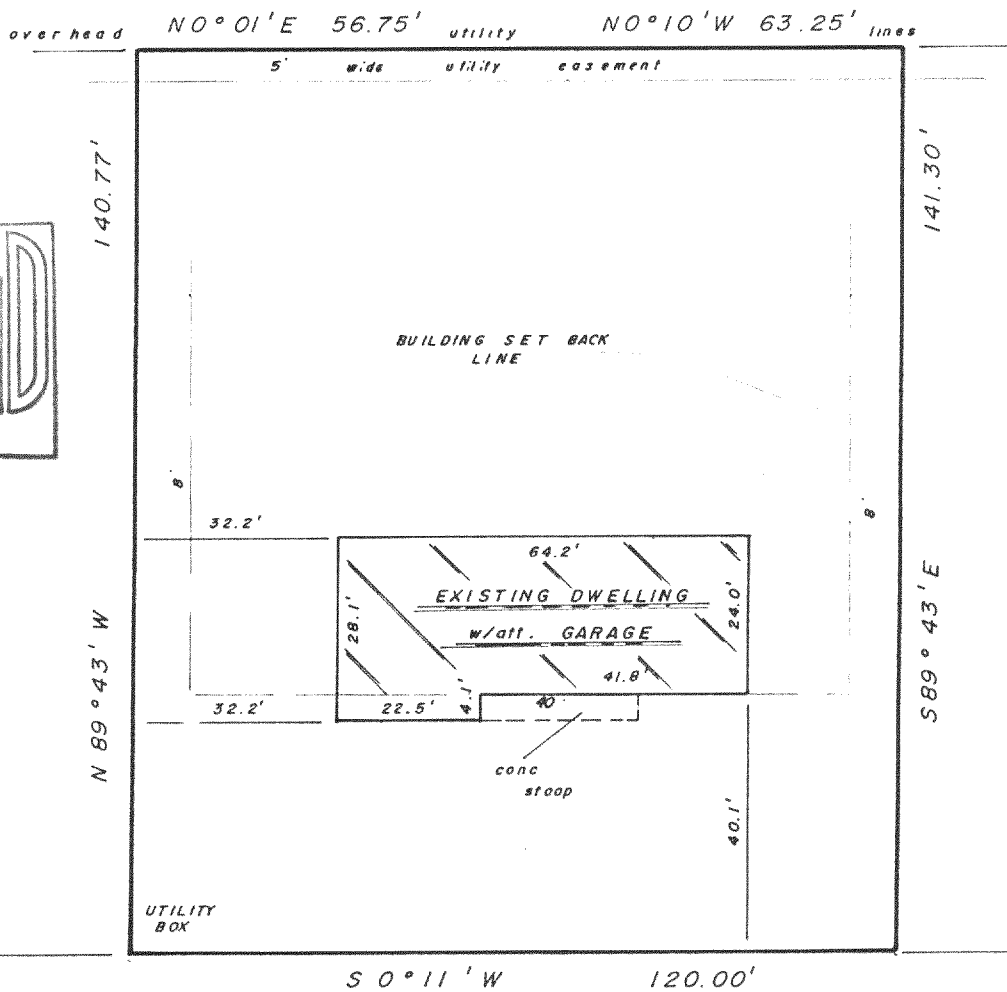 overhead N0°01'E 56.75' utility N0°10'W 63.25' lines
5' wide utility easement
140.77'
141.30'
D
BUILDING SET BACK
LINE
8'
8'
32.2'
64.2'
EXISTING DWELLING
w/att. GARAGE
28.1'
24.0'
41.8'
4.1'
40'
32.2'
22.5'
conc
stoop
40.1'
N 89°43'W
S89°43'E
UTILITY
BOX
S 0°11'W 120.00'